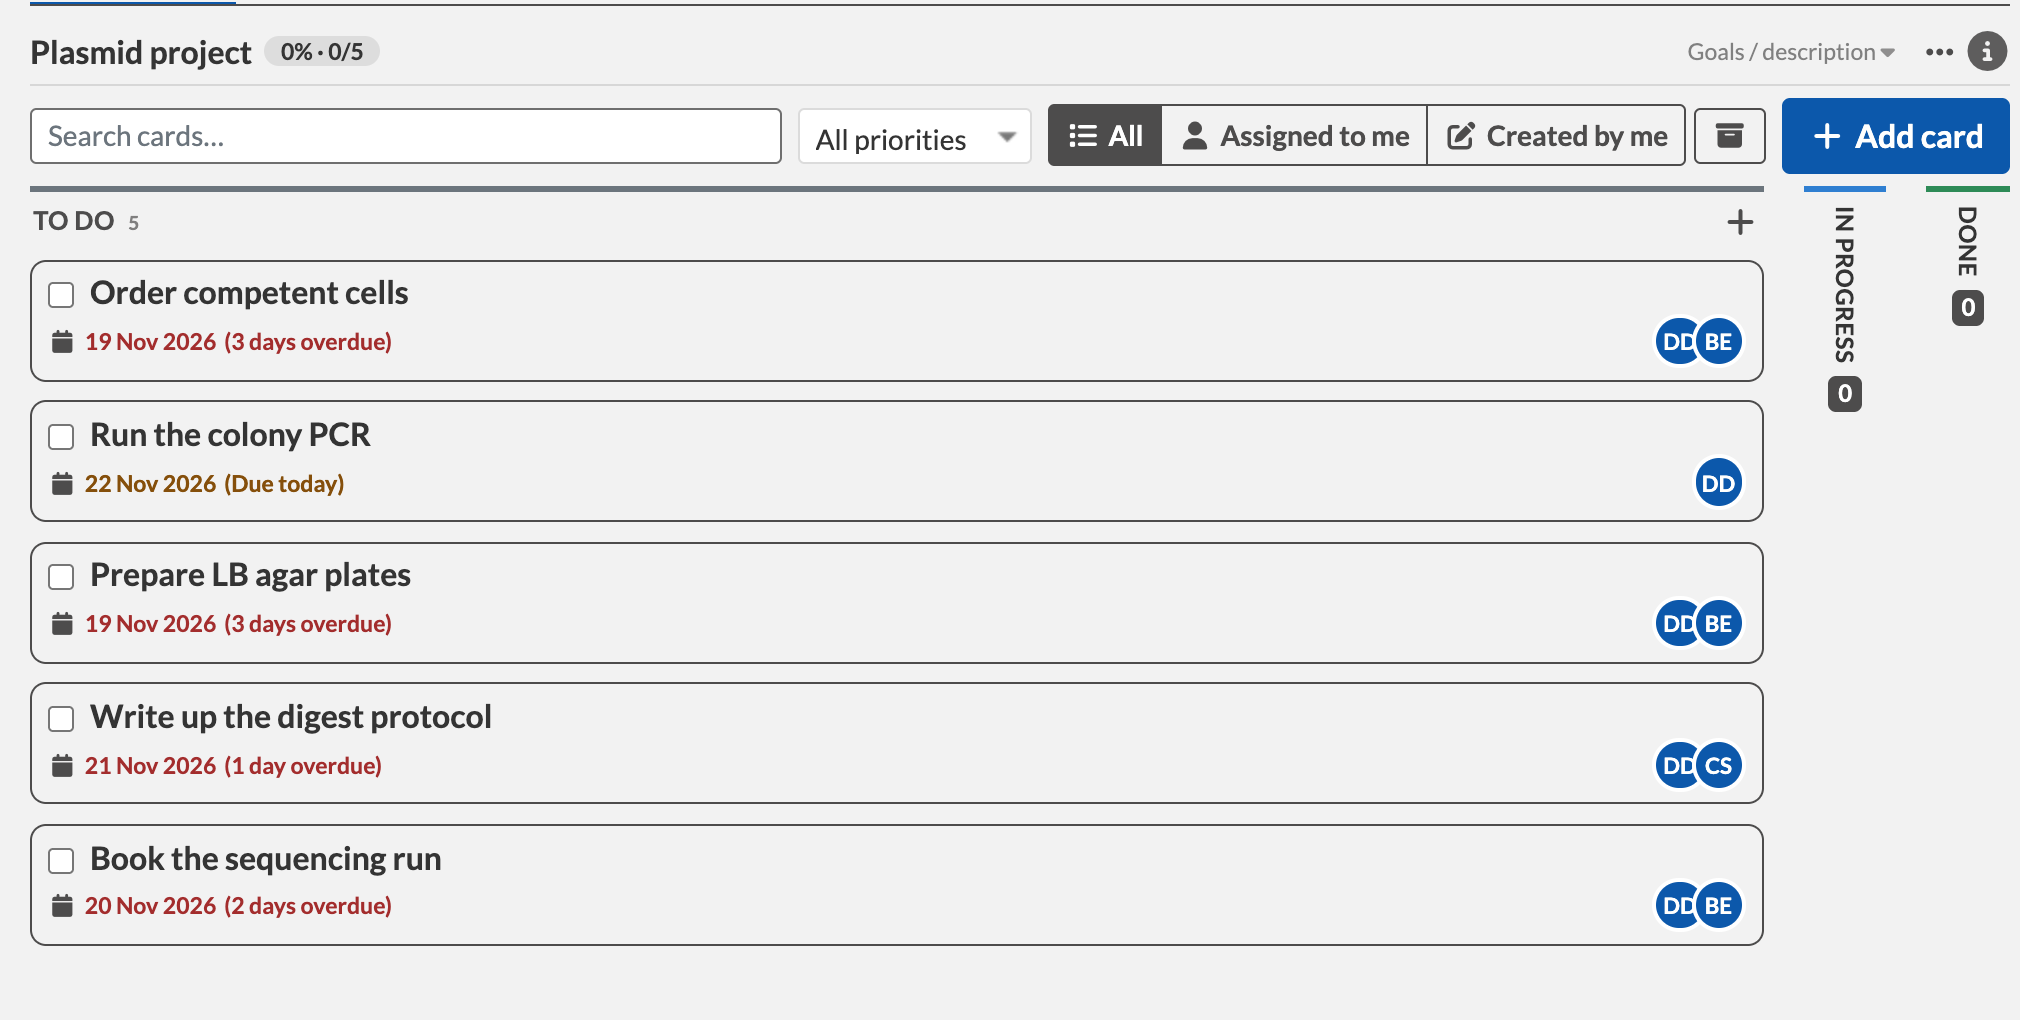 Plasmid project 0% · 0/5
Goals / description
Search cards...
All priorities
All
Assigned to me
Created by me
+ Add card
TO DO 5
+
Order competent cells
19 Nov 2026 (3 days overdue)
DD BE
Run the colony PCR
22 Nov 2026 (Due today)
DD
Prepare LB agar plates
19 Nov 2026 (3 days overdue)
DD BE
Write up the digest protocol
21 Nov 2026 (1 day overdue)
DD CS
Book the sequencing run
20 Nov 2026 (2 days overdue)
DD BE
IN PROGRESS 0
DONE 0